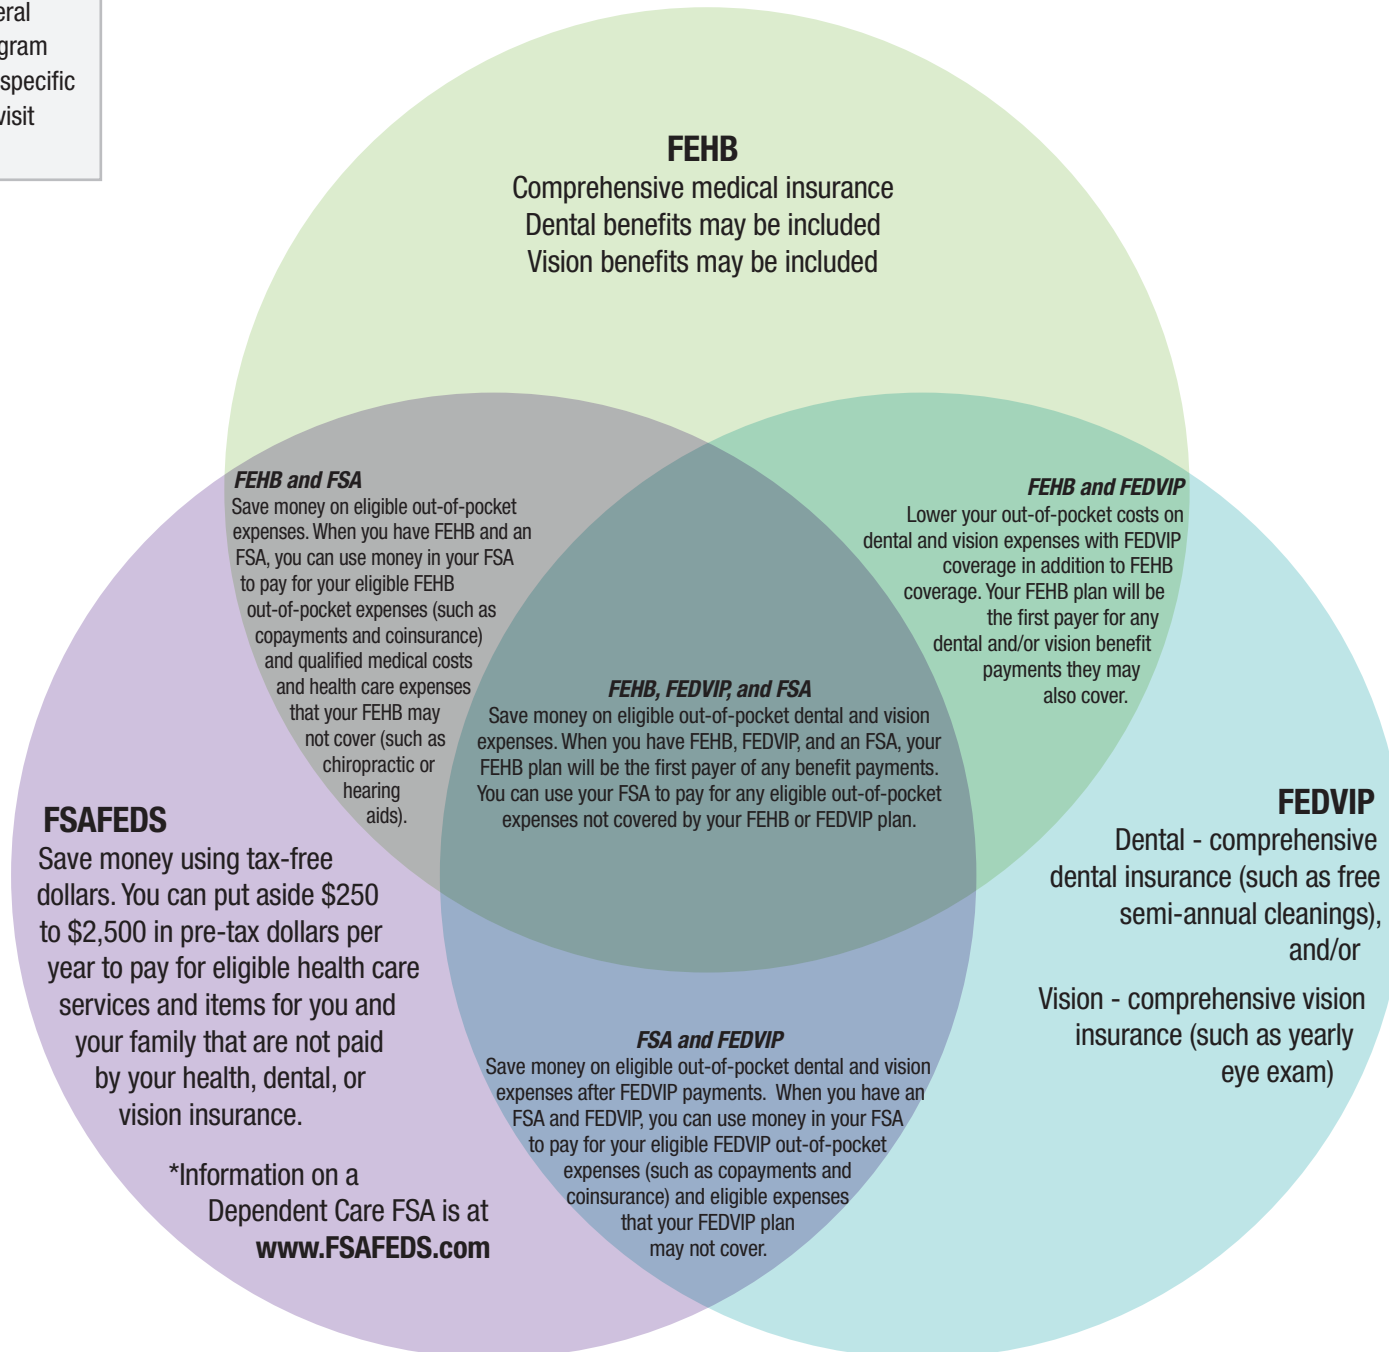 eral
gram
specific
visit
FEHB
Comprehensive medical insurance
Dental benefits may be included
Vision benefits may be included
FEHB and FSA
Save money on eligible out-of-pocket
expenses. When you have FEHB and an
FSA, you can use money in your FSA
to pay for your eligible FEHB
out-of-pocket expenses (such as
copayments and coinsurance)
and qualified medical costs
and health care expenses
that your FEHB may
not cover (such as
chiropractic or
hearing
aids).
FEHB and FEDVIP
Lower your out-of-pocket costs on
dental and vision expenses with FEDVIP
coverage in addition to FEHB
coverage. Your FEHB plan will be
the first payer for any
dental and/or vision benefit
payments they may
also cover.
FEHB, FEDVIP, and FSA
Save money on eligible out-of-pocket dental and vision
expenses. When you have FEHB, FEDVIP, and an FSA, your
FEHB plan will be the first payer of any benefit payments.
You can use your FSA to pay for any eligible out-of-pocket
expenses not covered by your FEHB or FEDVIP plan.
FSAFEDS
Save money using tax-free
dollars. You can put aside $250
to $2,500 in pre-tax dollars per
year to pay for eligible health care
services and items for you and
your family that are not paid
by your health, dental, or
vision insurance.
*Information on a
Dependent Care FSA is at
www.FSAFEDS.com
FEDVIP
Dental - comprehensive
dental insurance (such as free
semi-annual cleanings),
and/or
Vision - comprehensive vision
insurance (such as yearly
eye exam)
FSA and FEDVIP
Save money on eligible out-of-pocket dental and vision
expenses after FEDVIP payments.  When you have an
FSA and FEDVIP, you can use money in your FSA
to pay for your eligible FEDVIP out-of-pocket
expenses (such as copayments and
coinsurance) and eligible expenses
that your FEDVIP plan
may not cover.